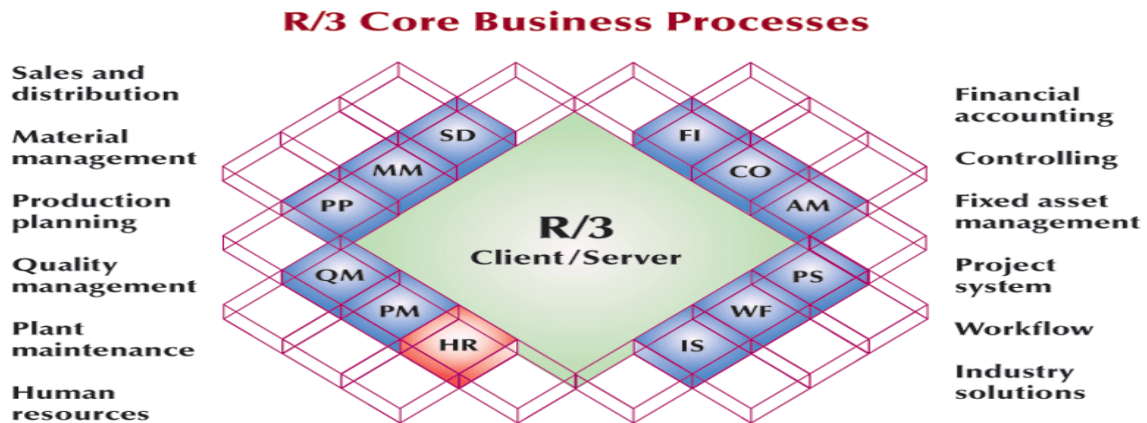 R/3 Core Business Processes
Sales and
distribution
Material
management
Production
planning
Quality
management
Plant
maintenance
Human
resources
SD
MM
PP
QM
PM
HR
R/3
Client/Server
FI
CO
AM
PS
WF
IS
Financial
accounting
Controlling
Fixed asset
management
Project
system
Workflow
Industry
solutions